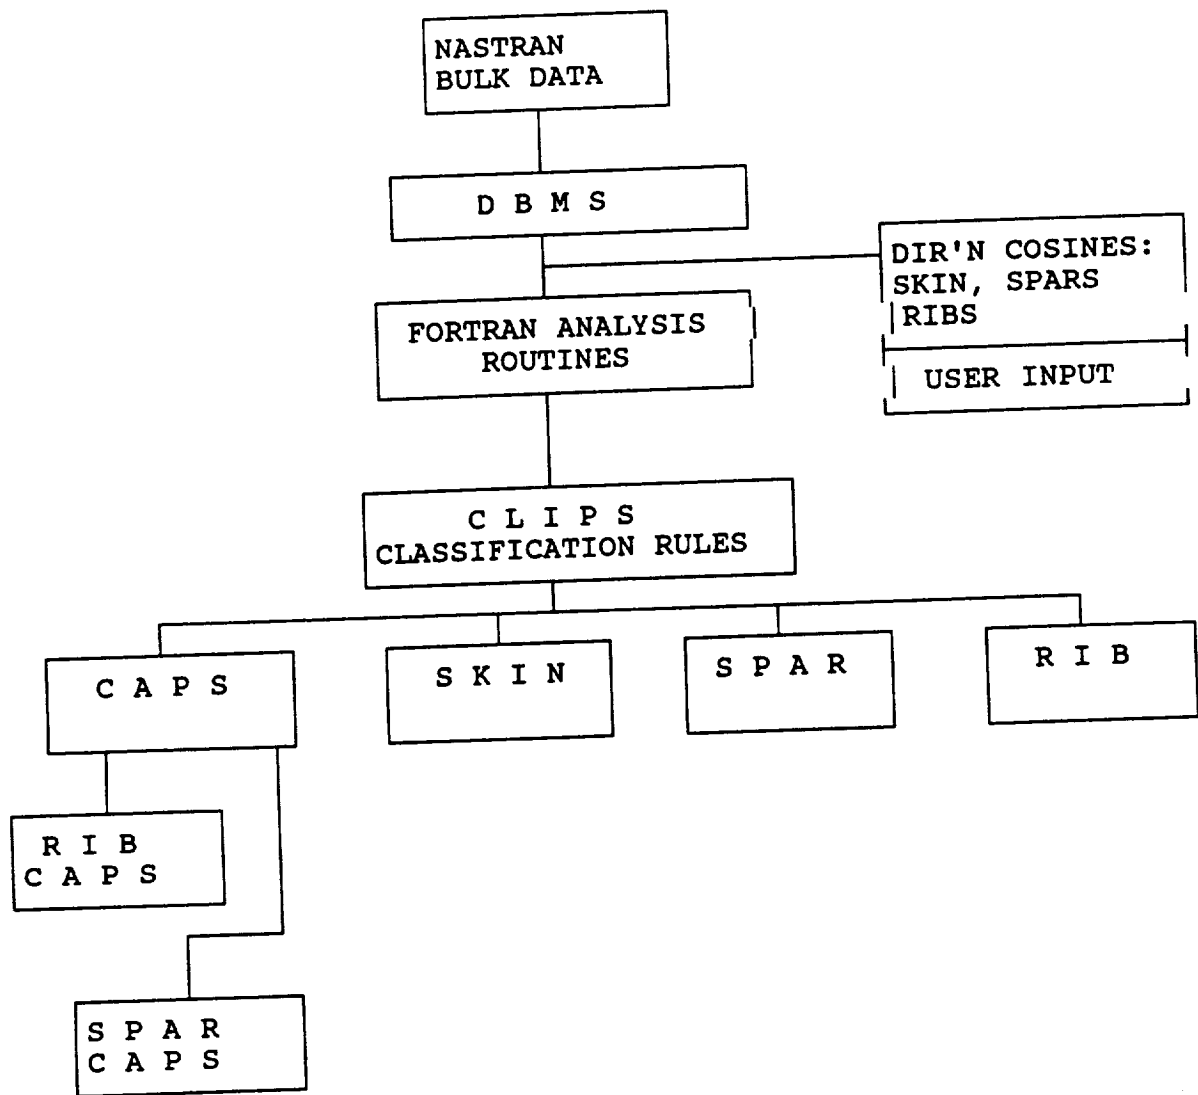 NASTRAN
BULK DATA
D B M S
DIR'N COSINES:
SKIN, SPARS
RIBS
USER INPUT
FORTRAN ANALYSIS
ROUTINES
C L I P S
CLASSIFICATION RULES
C A P S
S K I N
S P A R
R I B
R I B
C A P S
S P A R
C A P S